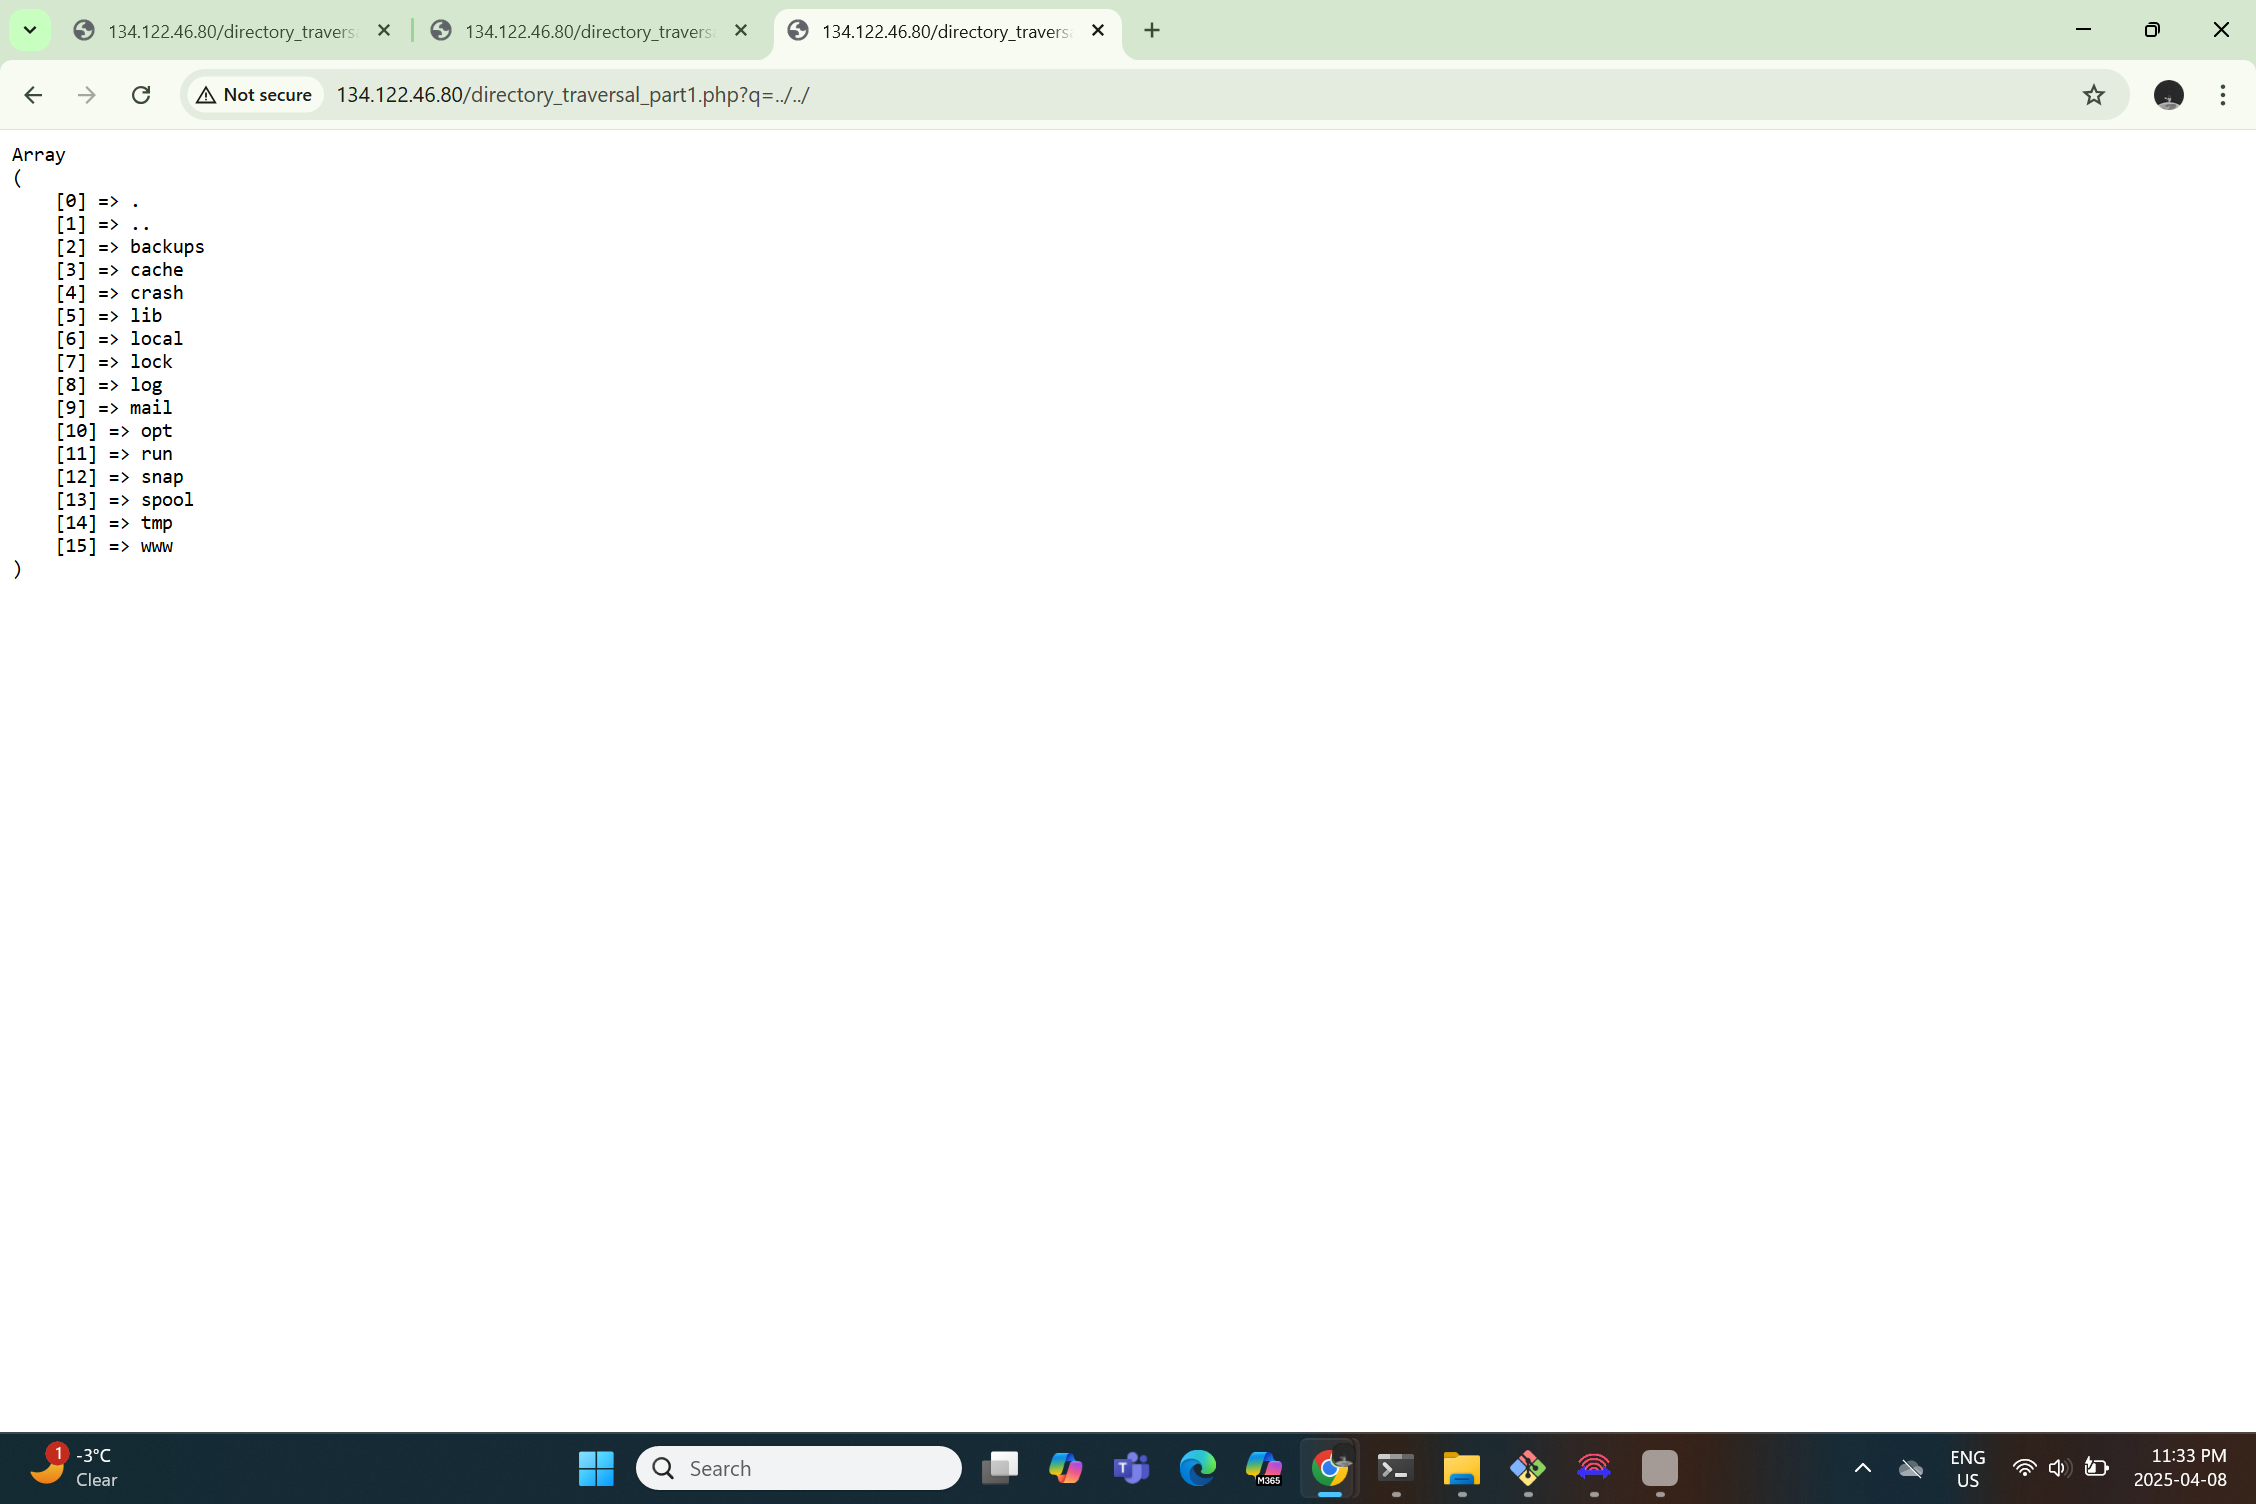 134.122.46.80/directory_travers
134.122.46.80/directory_travers
134.122.46.80/directory_travers
Not secure
134.122.46.80/directory_traversal_part1.php?q=../../
Array
(
[0] => .
[1] => ..
[2] => backups
[3] => cache
[4] => crash
[5] => lib
[6] => local
[7] => lock
[8] => log
[9] => mail
[10] => opt
[11] => run
[12] => snap
[13] => spool
[14] => tmp
[15] => www
)
1
-3°C
Clear
Search
T
M365
ENG
US
11:33 PM
2025-04-08